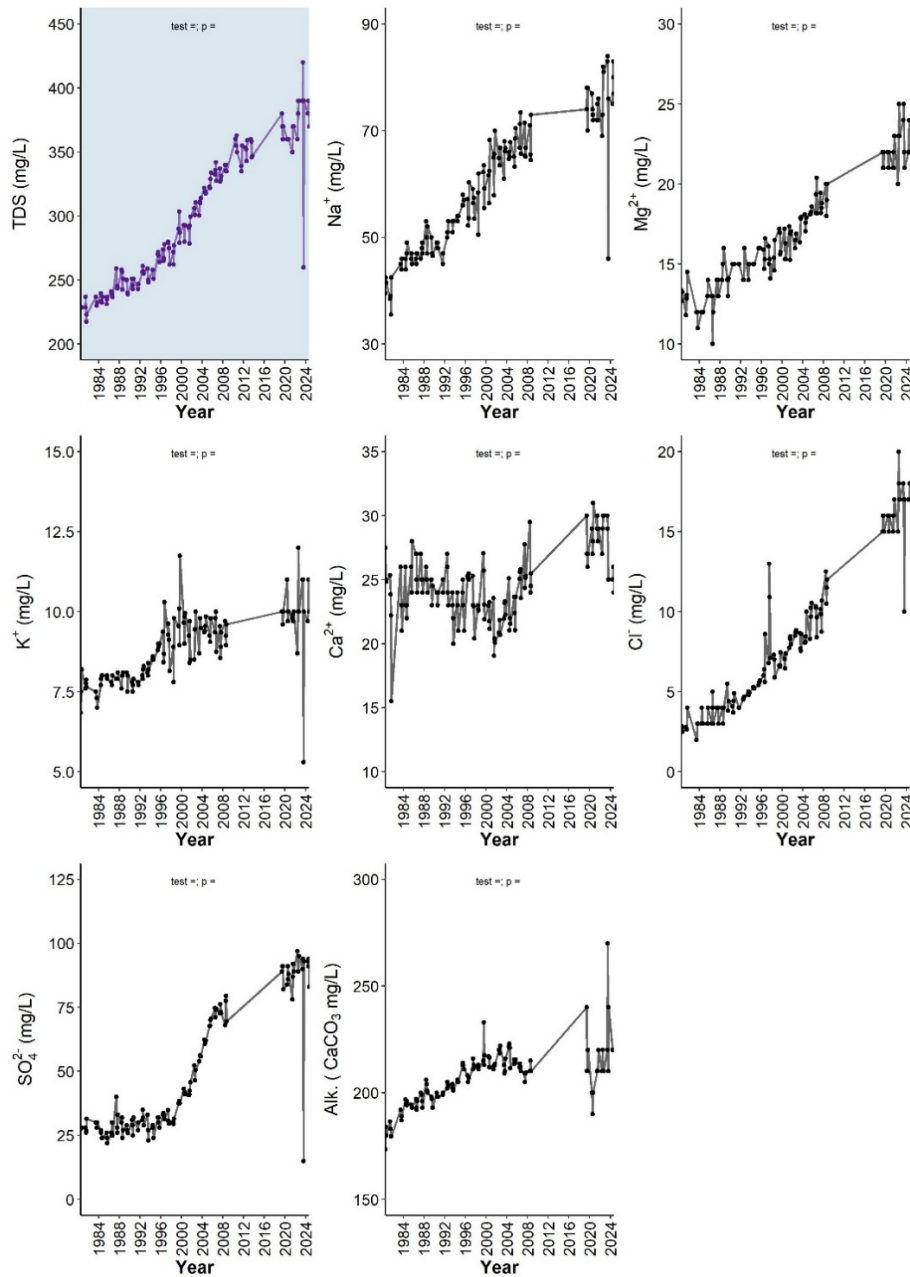 TDS (mg/L)
450
400
350
300
250
200
test =; p =
1984 1988 1992 1996 2000 2004 2008 2012 2016 2020 2024
Year
Na⁺ (mg/L)
90
70
50
30
test =; p =
1984 1988 1992 1996 2000 2004 2008 2012 2016 2020 2024
Year
Mg²⁺ (mg/L)
30
25
20
15
10
test =; p =
1984 1988 1992 1996 2000 2004 2008 2012 2016 2020 2024
Year
K⁺ (mg/L)
15.0
12.5
10.0
7.5
5.0
test =; p =
1984 1988 1992 1996 2000 2004 2008 2012 2016 2020 2024
Year
Ca²⁺ (mg/L)
35
30
25
20
15
10
test =; p =
1984 1988 1992 1996 2000 2004 2008 2012 2016 2020 2024
Year
Cl⁻ (mg/L)
20
15
10
5
0
test =; p =
1984 1988 1992 1996 2000 2004 2008 2012 2016 2020 2024
Year
SO₄²⁻ (mg/L)
125
100
75
50
25
0
test =; p =
1984 1988 1992 1996 2000 2004 2008 2012 2016 2020 2024
Year
Alk. ( CaCO₃ mg/L)
300
250
200
150
test =; p =
1984 1988 1992 1996 2000 2004 2008 2012 2016 2020 2024
Year